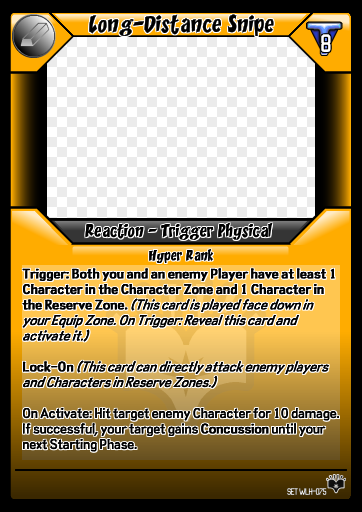 Long-Distance Snipe
8
Reaction - Trigger Physical
Hyper Rank
Trigger: Both you and an enemy Player have at least 1
Character in the Character Zone and 1 Character in
the Reserve Zone. (This card is played face down in
your Equip Zone. On Trigger: Reveal this card and
activate it.)
Lock-On (This card can directly attack enemy players
and Characters in Reserve Zones.)
On Activate: Hit target enemy Character for 10 damage.
If successful, your target gains Concussion until your
next Starting Phase.
SET WLH-075